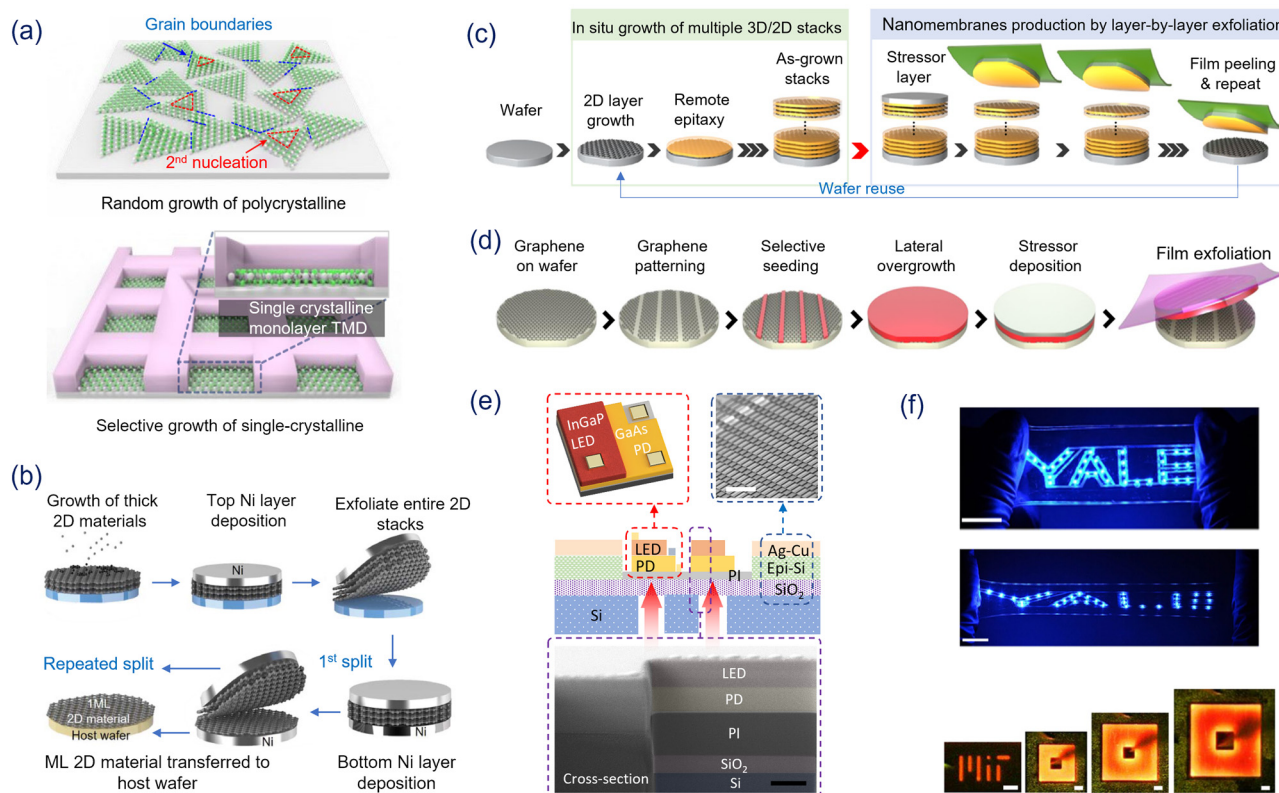 (a)
Grain boundaries
2nd nucleation
Random growth of polycrystalline
Single crystalline
monolayer TMD
Selective growth of single-crystalline
(b)
Growth of thick
2D materials
Top Ni layer
deposition
Exfoliate entire 2D
stacks
Ni
Repeated split
1st split
1ML
2D material
Host wafer
Ni
Ni
ML 2D material transferred to
host wafer
Bottom Ni layer
deposition
(c)
In situ growth of multiple 3D/2D stacks
Nanomembranes production by layer-by-layer exfoliation
Wafer
2D layer
growth
Remote
epitaxy
As-grown
stacks
Stressor
layer
Film peeling
& repeat
Wafer reuse
(d)
Graphene
on wafer
Graphene
patterning
Selective
seeding
Lateral
overgrowth
Stressor
deposition
Film exfoliation
(e)
InGaP
LED
GaAs
PD
LED
PD
PI
Ag-Cu
Epi-Si
SiO2
Si
LED
PD
PI
SiO2
Si
Cross-section
(f)
YALE
MIT